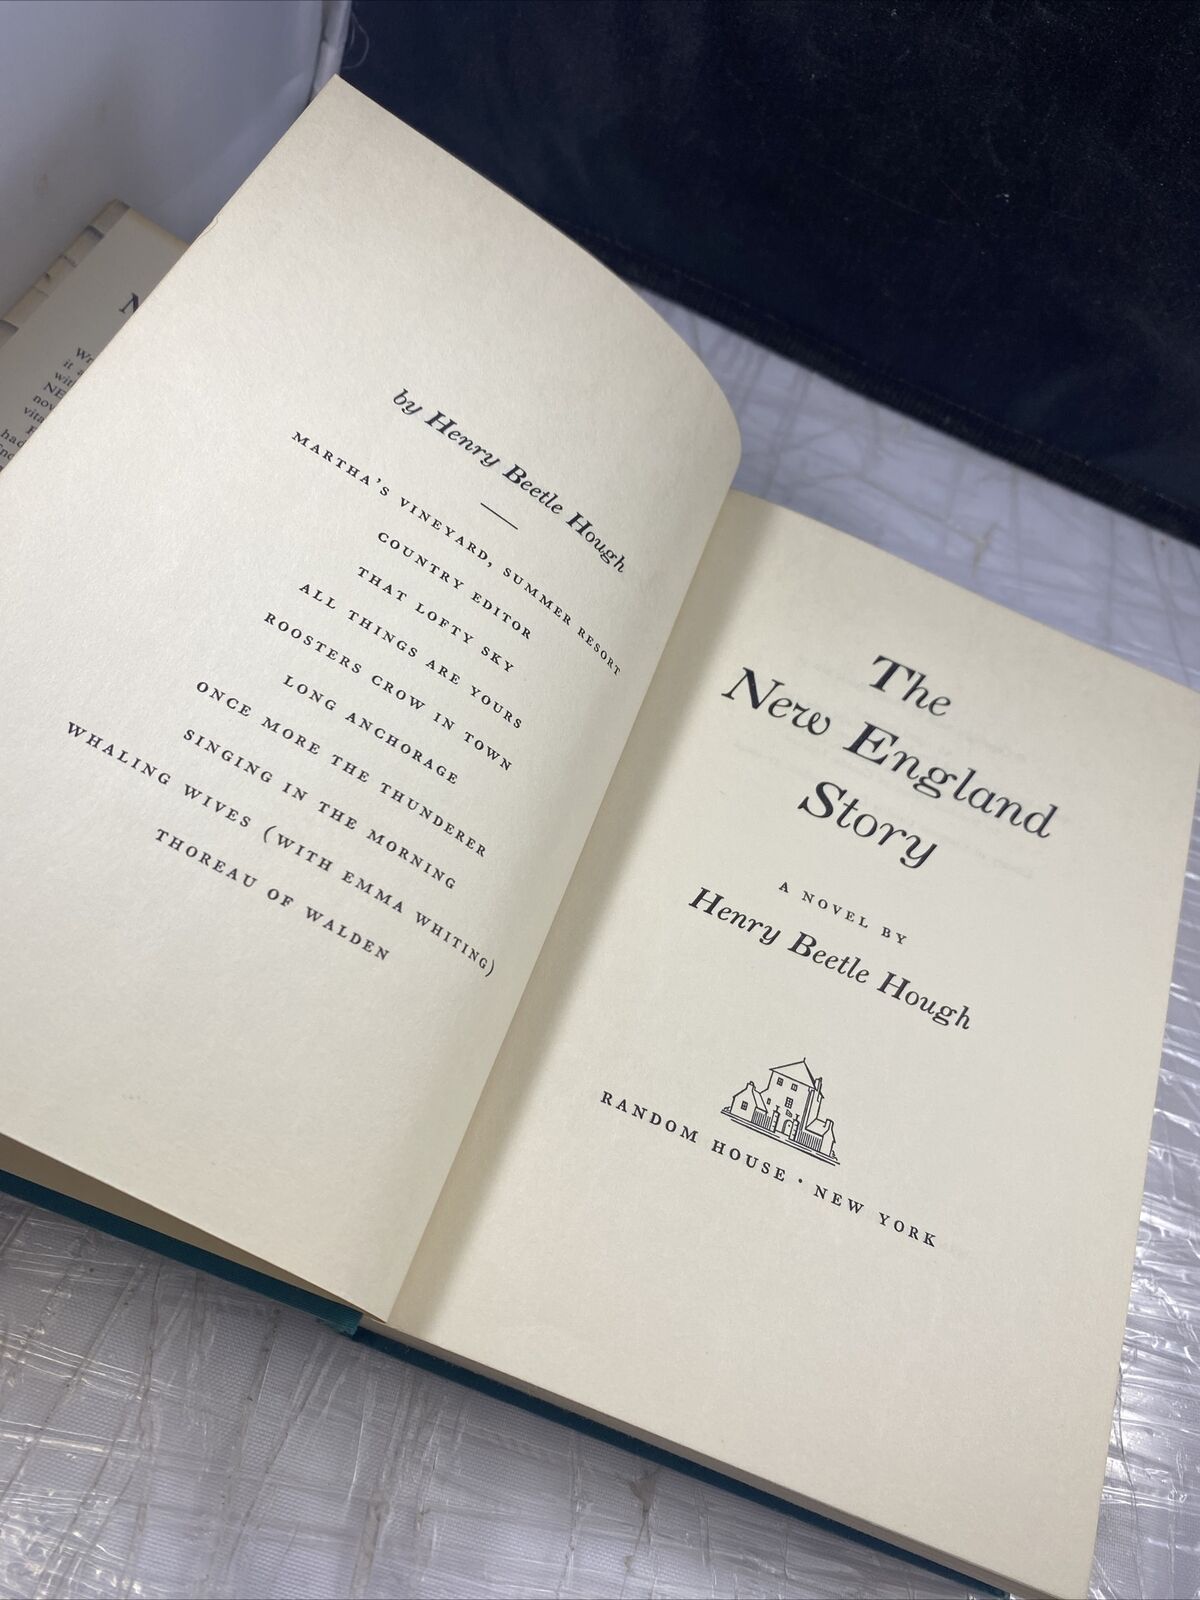 by Henry Beetle Hough
MARTHA'S VINEYARD, SUMMER RESORT
COUNTRY EDITOR
THAT LOFTY SKY
ALL THINGS ARE YOURS
ROOSTERS CROW IN TOWN
LONG ANCHORAGE
ONCE MORE THE THUNDERER
SINGING IN THE MORNING
WHALING WIVES (WITH EMMA WHITING)
THOREAU OF WALDEN
The
New England
Story
A NOVEL BY
Henry Beetle Hough
RANDOM HOUSE · NEW YORK